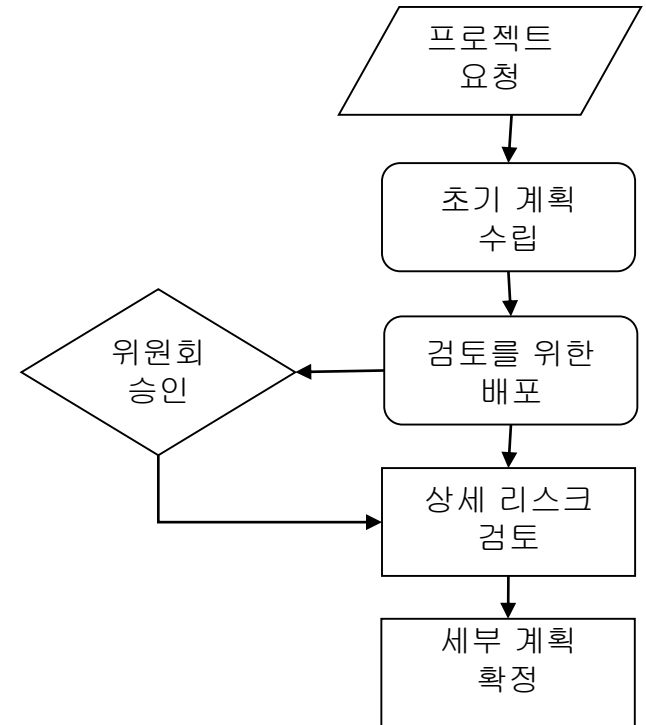 프로젝트
요청
초기 계획
수립
검토를 위한
배포
위원회
승인
상세 리스크
검토
세부 계획
확정